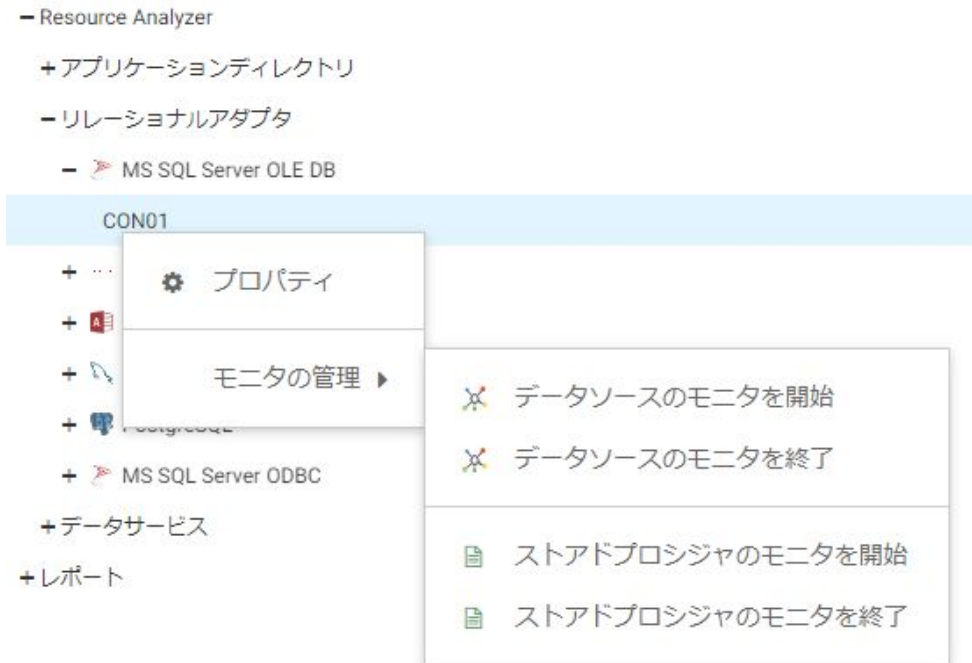 Resource Analyzer
アプリケーションディレクトリ
リレーショナルアダプタ
MS SQL Server OLE DB
CON01
プロパティ
モニタの管理
データソースのモニタを開始
データソースのモニタを終了
MS SQL Server ODBC
データサービス
ストアドプロシジャのモニタを開始
レポート
ストアドプロシジャのモニタを終了